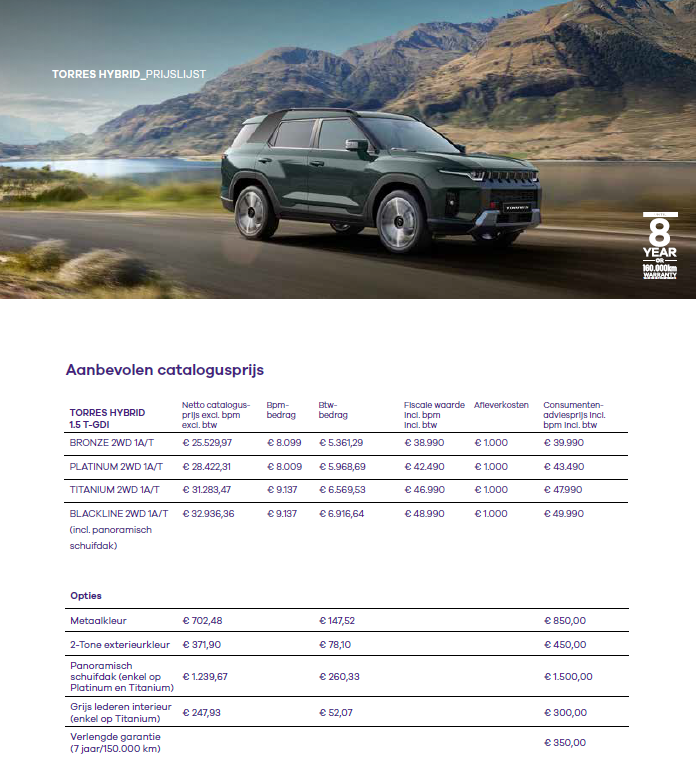 TORRES HYBRID_PRIJSLIJST
8
YEAR
OR
160.000km
WARRANTY
Aanbevolen catalogusprijs
TORRES HYBRID
1.5 T-GDI
Netto catalogus-
prijs excl. bpm
excl. btw
Bpm-
bedrag
Btw-
bedrag
Fiscale waarde
incl. bpm
incl. btw
Afleverkosten
Consumenten-
adviesprijs incl.
bpm incl. btw
BRONZE 2WD 1A/T € 25.529,97 € 8.099 € 5.361,29 € 38.990 € 1.000 € 39.990
PLATINUM 2WD 1A/T € 28.422,31 € 8.009 € 5.968,69 € 42.490 € 1.000 € 43.490
TITANIUM 2WD 1A/T € 31.283,47 € 9.137 € 6.569,53 € 46.990 € 1.000 € 47.990
BLACKLINE 2WD 1A/T € 32.936,36 € 9.137 € 6.916,64 € 48.990 € 1.000 € 49.990
(incl. panoramisch
schuifdak)
Opties
Metaalkleur € 702,48 € 147,52 € 850,00
2-Tone exterieurkleur € 371,90 € 78,10 € 450,00
Panoramisch
schuifdak (enkel op € 1.239,67 € 260,33 € 1.500,00
Platinum en Titanium)
Grijs lederen interieur
(enkel op Titanium) € 247,93 € 52,07 € 300,00
Verlengde garantie
(7 jaar/150.000 km) € 350,00